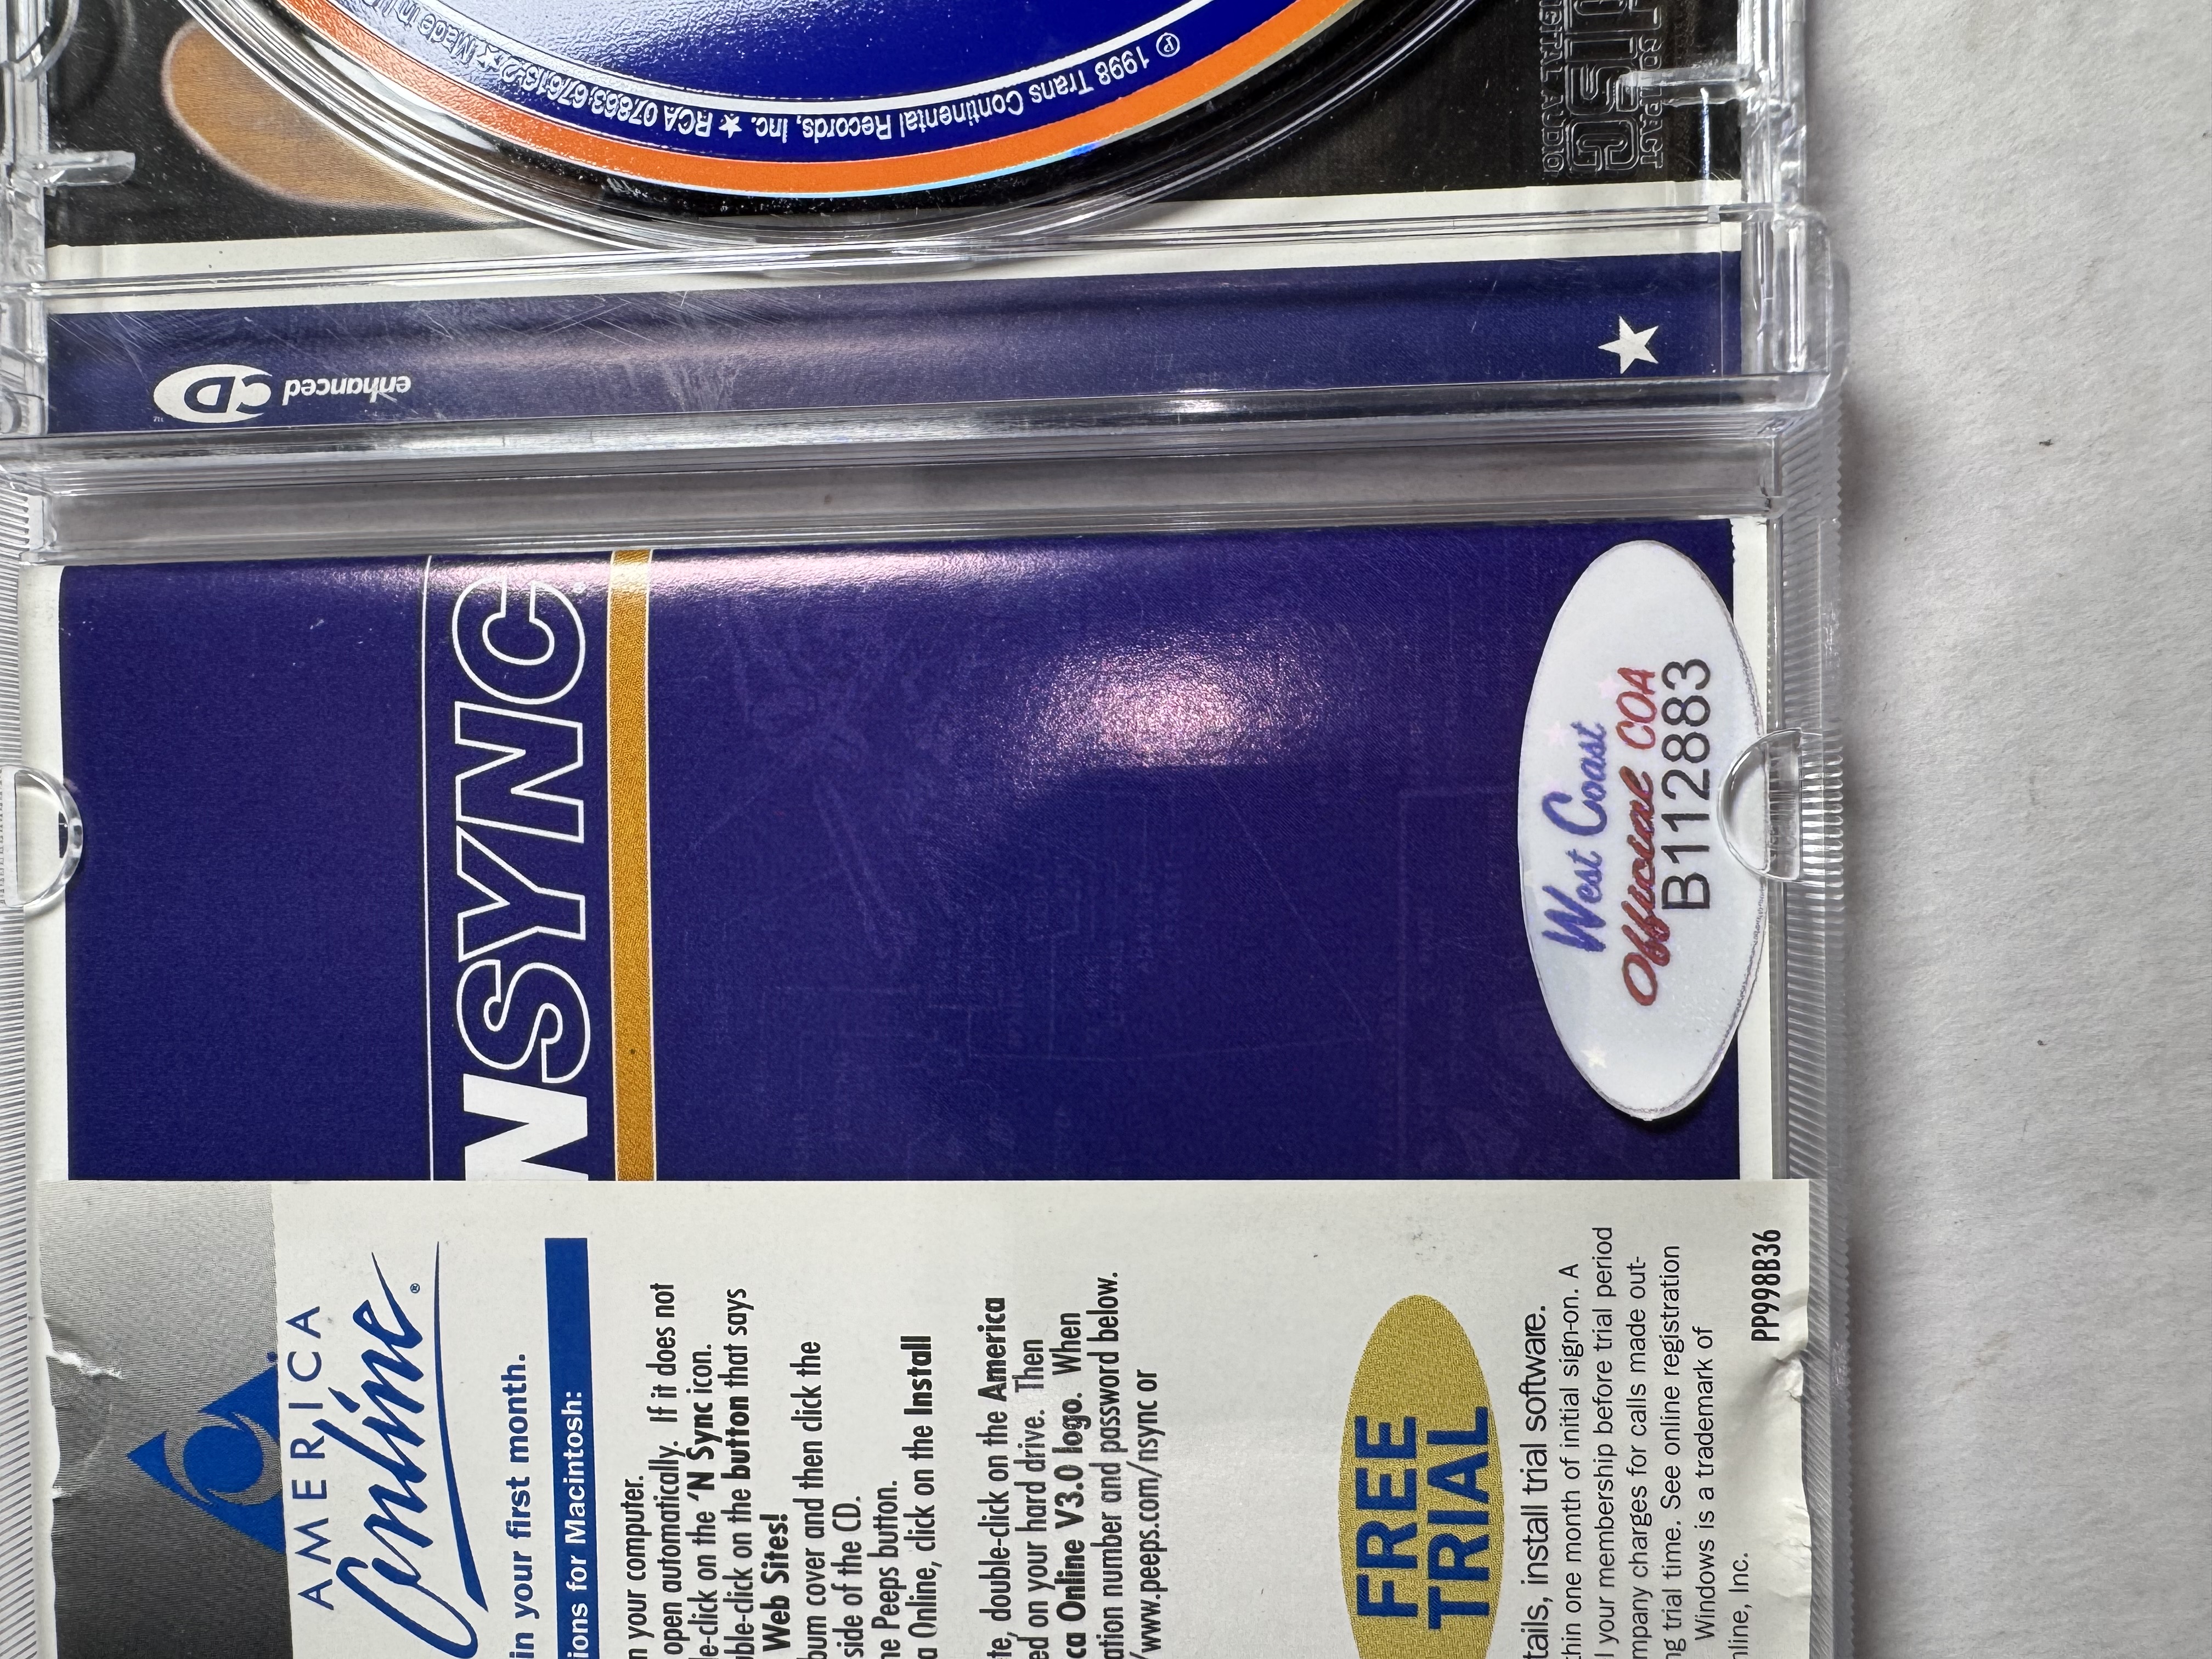 ℗ 1998 Trans Continental Records, Inc. ★ RCA 07863 67613-2 ★ Made in U
COMPACT
DISC
DIGITAL AUDIO
enhanced CD
NSYNC
West Coast
Official COA
B112883
AMERICA
Online®
in your first month.
ions for Macintosh:
n your computer.
open automatically. If it does not
le-click on the 'N Sync icon.
uble-click on the button that says
Web Sites!
bum cover and then click the
side of the CD.
he Peeps button.
a Online, click on the Install
te, double-click on the America
ed on your hard drive. Then
ca Online V3.0 logo. When
ation number and password below.
/www.peeps.com/nsync or
FREE
TRIAL
tails, install trial software.
thin one month of initial sign-on. A
l your membership before trial period
mpany charges for calls made out-
ng trial time. See online registration
Windows is a trademark of
nline, Inc.
PP998B36